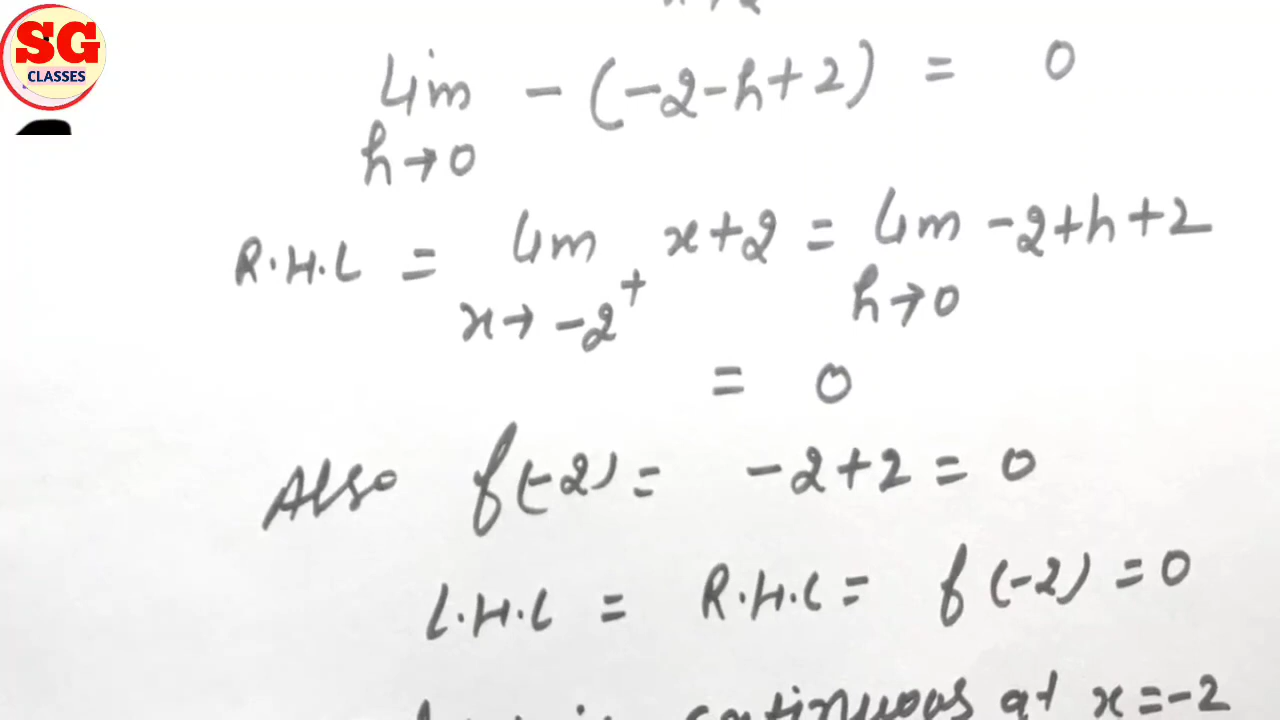 SG
CLASSES
Lim - (-2-h+2) = 0
h→0
R.H.L = Lim x+2 = Lim -2+h+2
x→ -2⁺ h→0
= 0
Also f(-2) = -2+2 = 0
L.H.L = R.H.L = f(-2) = 0
continuous at x=-2